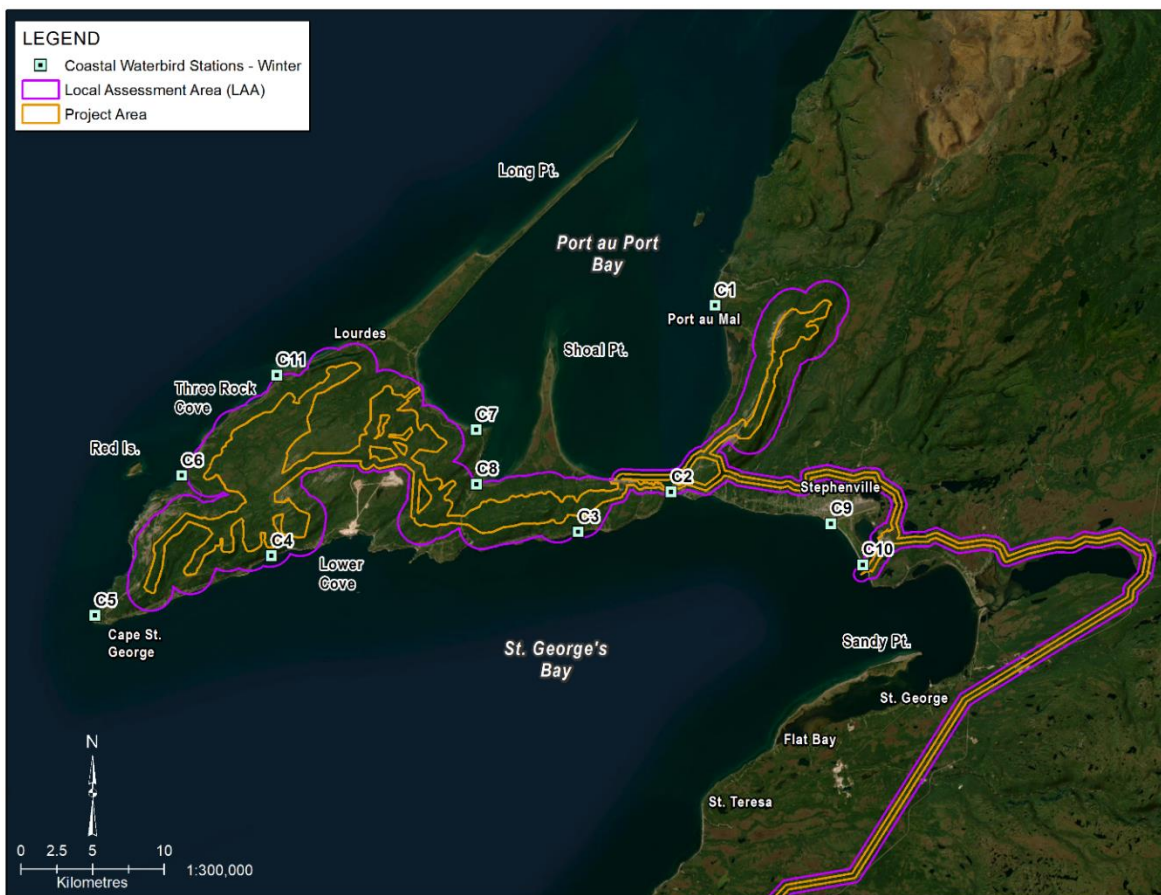 LEGEND
Coastal Waterbird Stations - Winter
Local Assessment Area (LAA)
Project Area
Long Pt.
Port au Port
Bay
C1
Port au Mal
Lourdes
Shoal Pt.
C11
Three Rock
Cove
C7
Red Is.
C6
C8
C2
Stephenville
C9
C3
C4
C10
Lower
Cove
C5
Cape St.
George
St. George's
Bay
Sandy Pt.
St. George
Flat Bay
St. Teresa
N
0 2.5 5 10
Kilometres
1:300,000